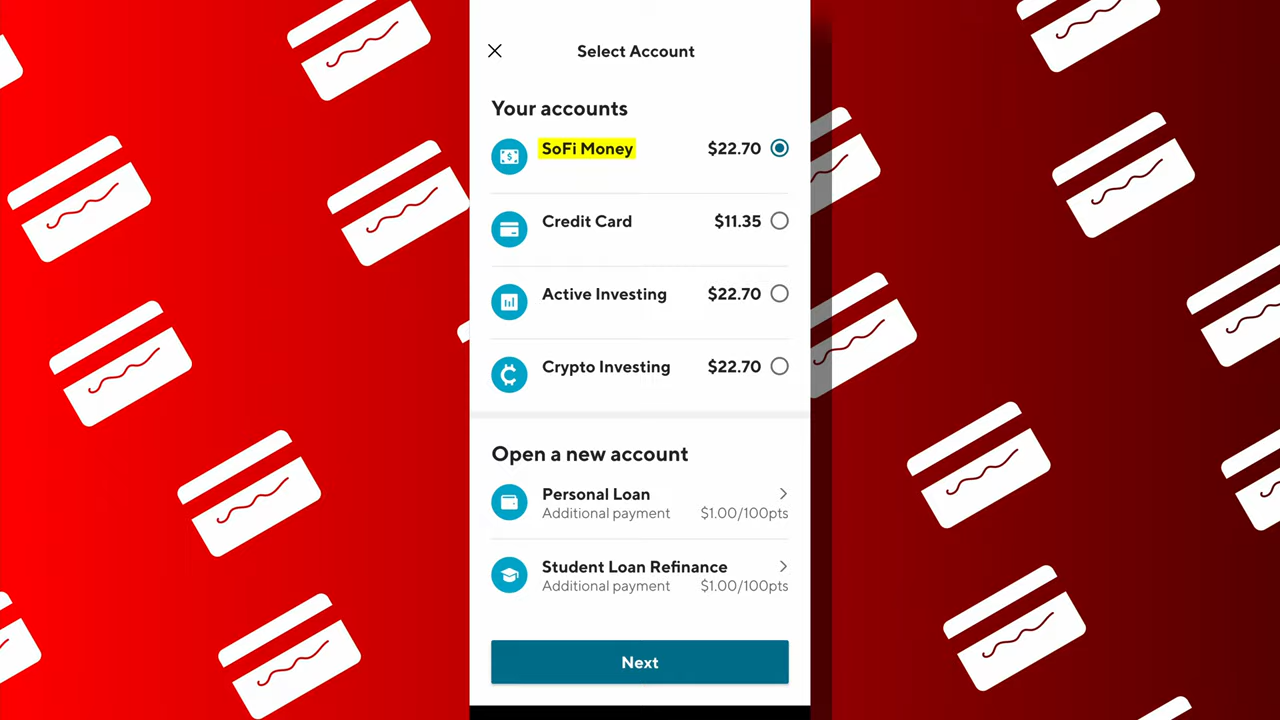 Select Account
Your accounts
SoFi Money $22.70
Credit Card $11.35
Active Investing $22.70
Crypto Investing $22.70
Open a new account
Personal Loan
Additional payment $1.00/100pts
Student Loan Refinance
Additional payment $1.00/100pts
Next